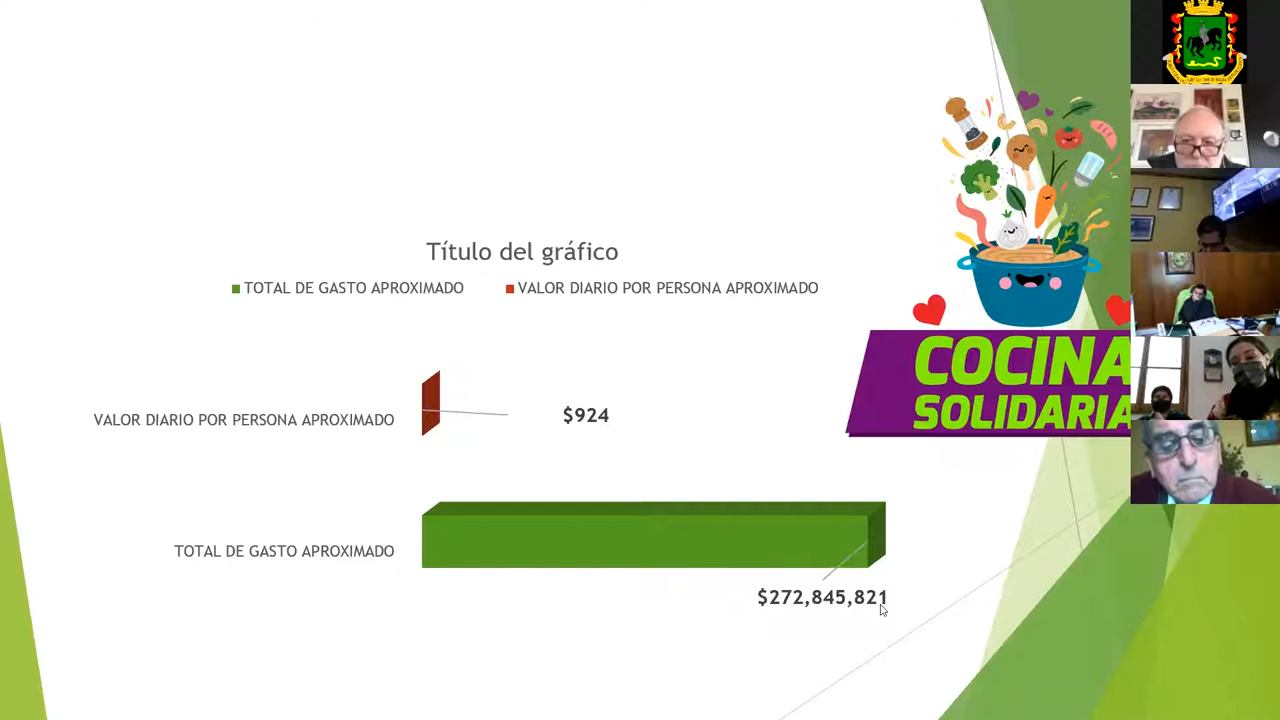 Título del gráfico
TOTAL DE GASTO APROXIMADO
VALOR DIARIO POR PERSONA APROXIMADO
VALOR DIARIO POR PERSONA APROXIMADO
$924
TOTAL DE GASTO APROXIMADO
$272,845,821
COCINA
SOLIDARIA